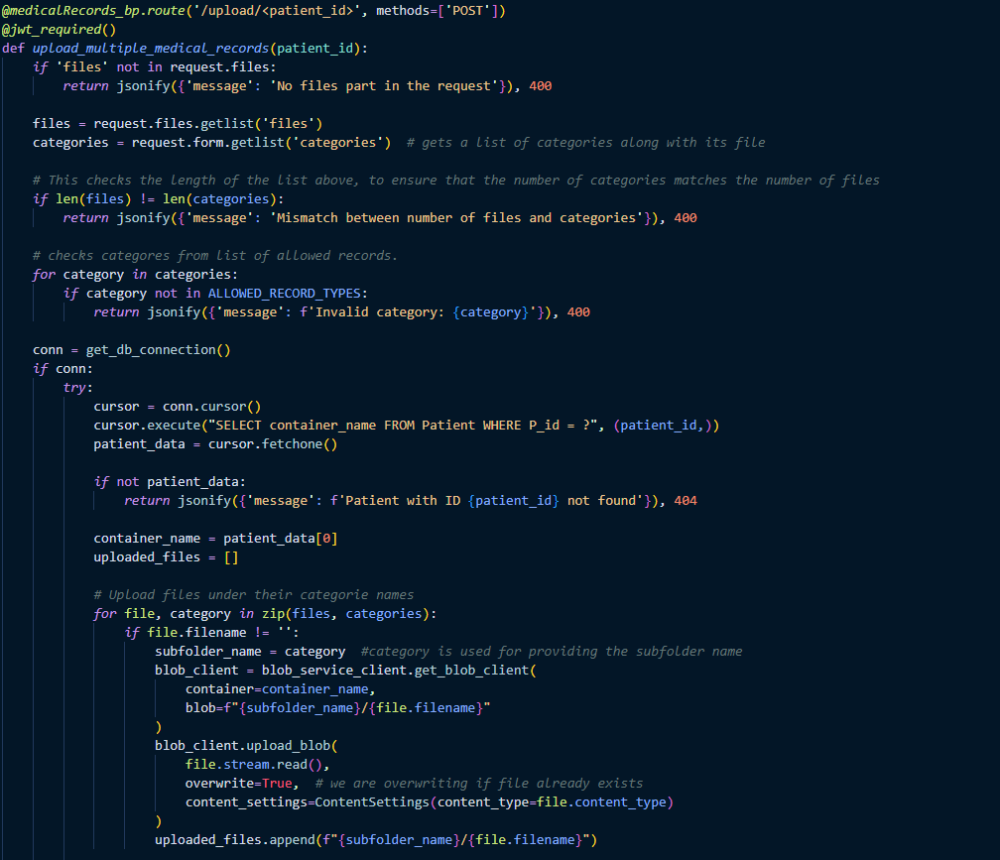 @medicalRecords_bp.route('/upload/<patient_id>', methods=['POST'])
@jwt_required()
def upload_multiple_medical_records(patient_id):
    if 'files' not in request.files:
        return jsonify({'message': 'No files part in the request'}), 400

    files = request.files.getlist('files')
    categories = request.form.getlist('categories')  # gets a list of categories along with its file

    # This checks the length of the list above, to ensure that the number of categories matches the number of files
    if len(files) != len(categories):
        return jsonify({'message': 'Mismatch between number of files and categories'}), 400

    # checks categores from list of allowed records.
    for category in categories:
        if category not in ALLOWED_RECORD_TYPES:
            return jsonify({'message': f'Invalid category: {category}'}), 400

    conn = get_db_connection()
    if conn:
        try:
            cursor = conn.cursor()
            cursor.execute("SELECT container_name FROM Patient WHERE P_id = ?", (patient_id,))
            patient_data = cursor.fetchone()

            if not patient_data:
                return jsonify({'message': f'Patient with ID {patient_id} not found'}), 404

            container_name = patient_data[0]
            uploaded_files = []

            # Upload files under their categorie names
            for file, category in zip(files, categories):
                if file.filename != '':
                    subfolder_name = category  #category is used for providing the subfolder name
                    blob_client = blob_service_client.get_blob_client(
                        container=container_name,
                        blob=f"{subfolder_name}/{file.filename}"
                    )
                    blob_client.upload_blob(
                        file.stream.read(),
                        overwrite=True,  # we are overwriting if file already exists
                        content_settings=ContentSettings(content_type=file.content_type)
                    )
                    uploaded_files.append(f"{subfolder_name}/{file.filename}")